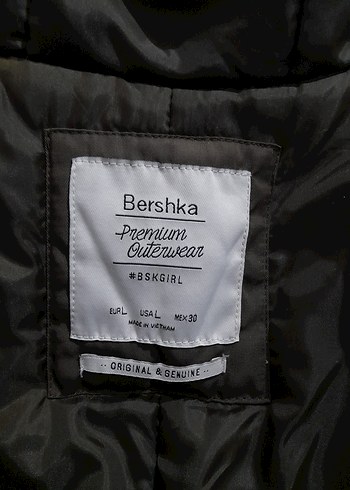 Bershka
Premium
Outerwear
#BSKGIRL
EUR L USA L MEX 30
MADE IN VIETNAM
·· ORIGINAL & GENUINE ··